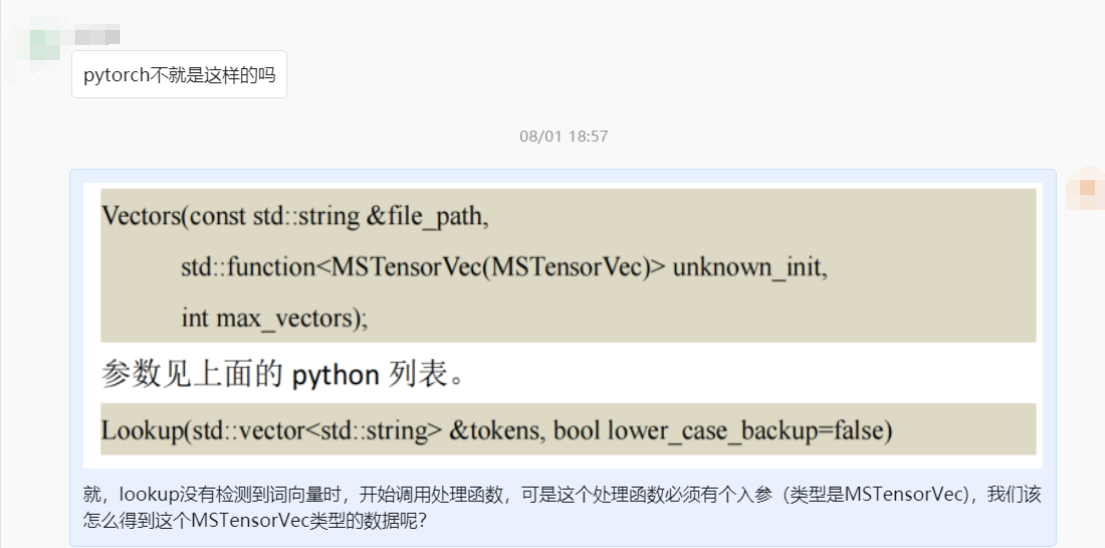 pytorch不就是这样的吗
08/01 18:57
Vectors(const std::string &file_path,
std::function<MSTensorVec(MSTensorVec)> unknown_init,
int max_vectors);
参数见上面的 python 列表。
Lookup(std::vector<std::string> &tokens, bool lower_case_backup=false)
就，lookup没有检测到词向量时，开始调用处理函数，可是这个处理函数必须有个入参（类型是MSTensorVec)，我们该
怎么得到这个MSTensorVec类型的数据呢?